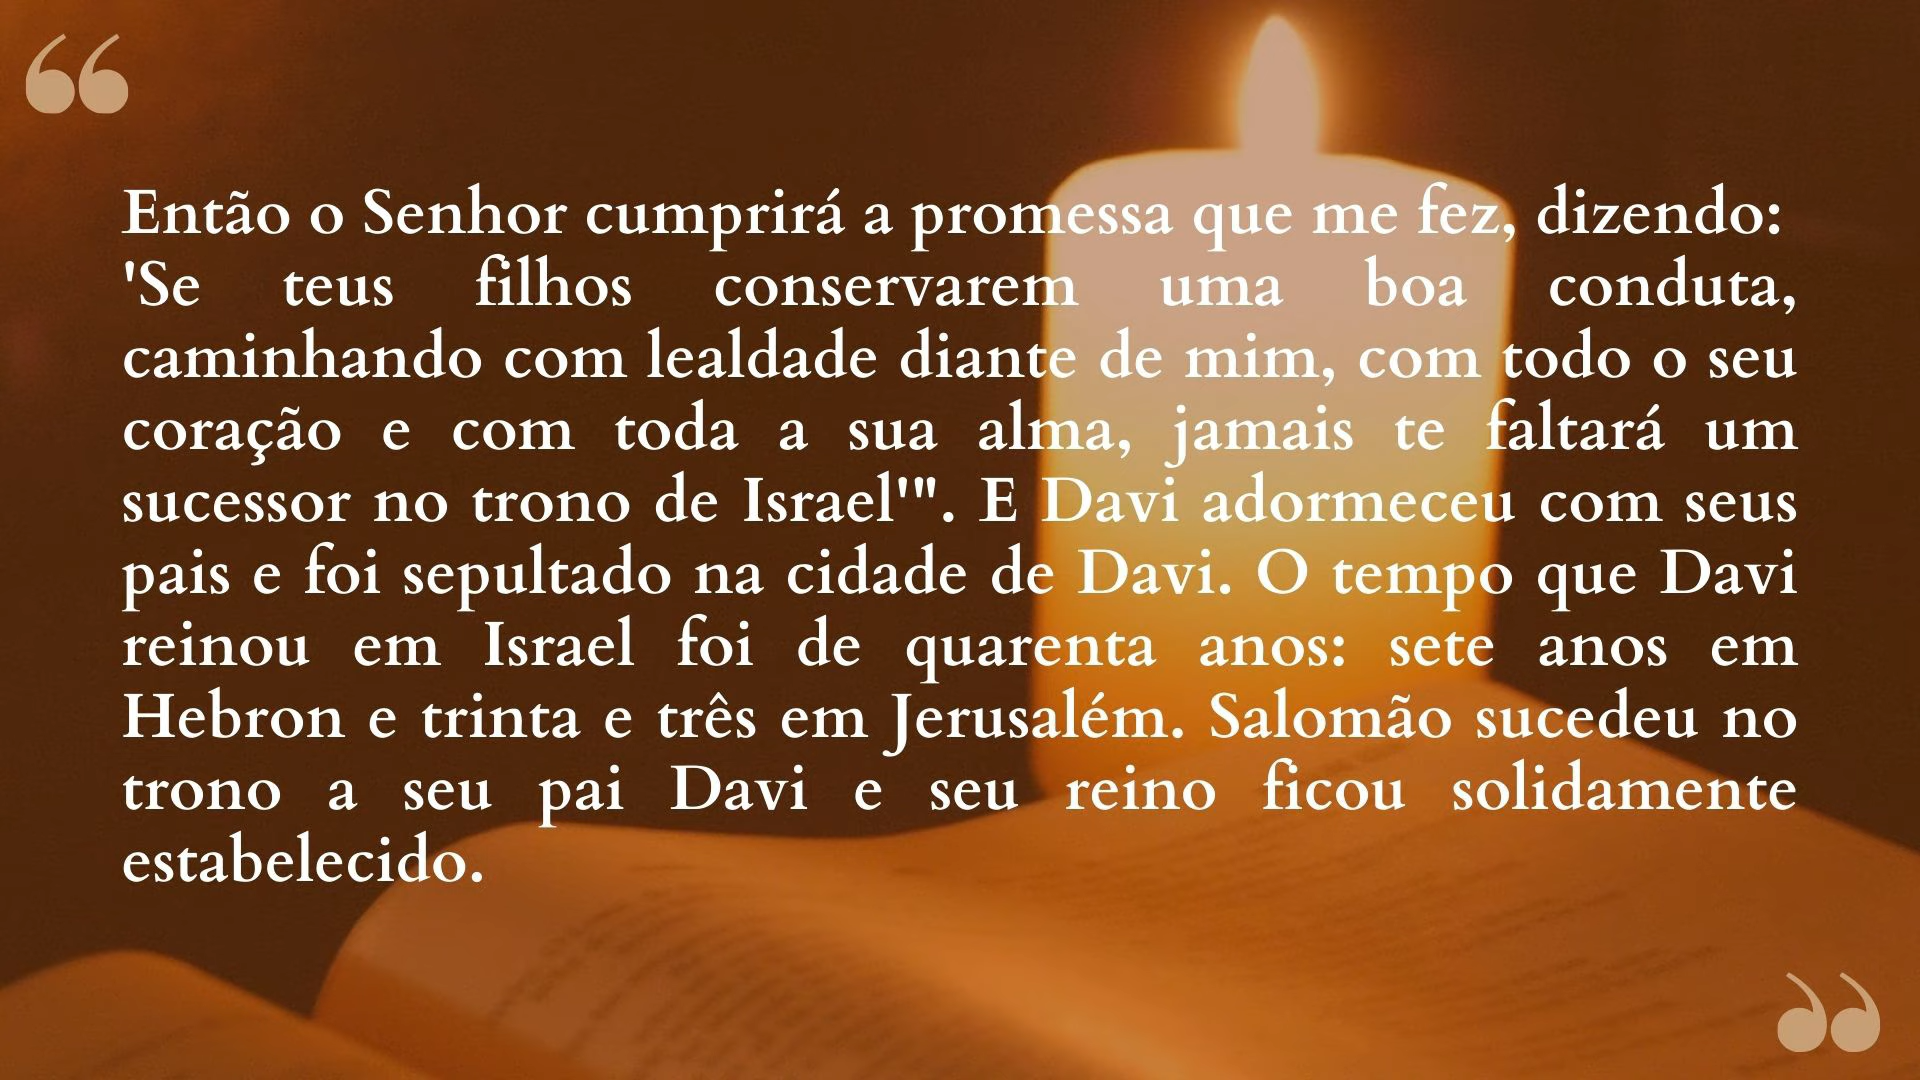 Então o Senhor cumprirá a promessa que me fez, dizendo:
'Se teus filhos conservarem uma boa conduta,
caminhando com lealdade diante de mim, com todo o seu
coração e com toda a sua alma, jamais te faltará um
sucessor no trono de Israel'". E Davi adormeceu com seus
pais e foi sepultado na cidade de Davi. O tempo que Davi
reinou em Israel foi de quarenta anos: sete anos em
Hebron e trinta e três em Jerusalém. Salomão sucedeu no
trono a seu pai Davi e seu reino ficou solidamente
estabelecido.